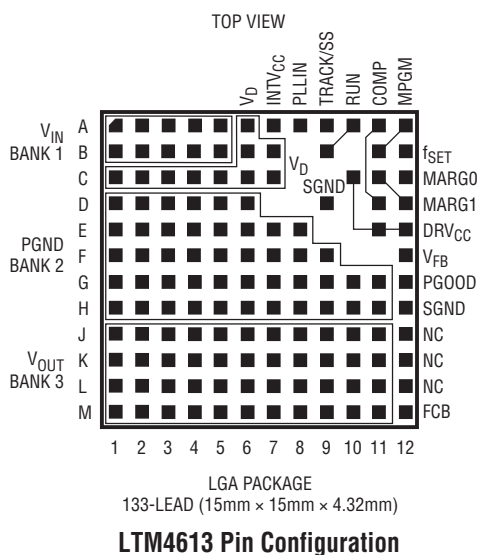 TOP VIEW
VD
INTVCC
PLLIN
TRACK/SS
RUN
COMP
MPGM
VIN
BANK 1
A
B
fSET
VD
C
SGND
MARG0
D
MARG1
PGND
BANK 2
E
DRVCC
F
VFB
G
PGOOD
H
SGND
VOUT
BANK 3
J
NC
K
NC
L
NC
M
FCB
1 2 3 4 5 6 7 8 9 10 11 12
LGA PACKAGE
133-LEAD (15mm × 15mm × 4.32mm)
LTM4613 Pin Configuration